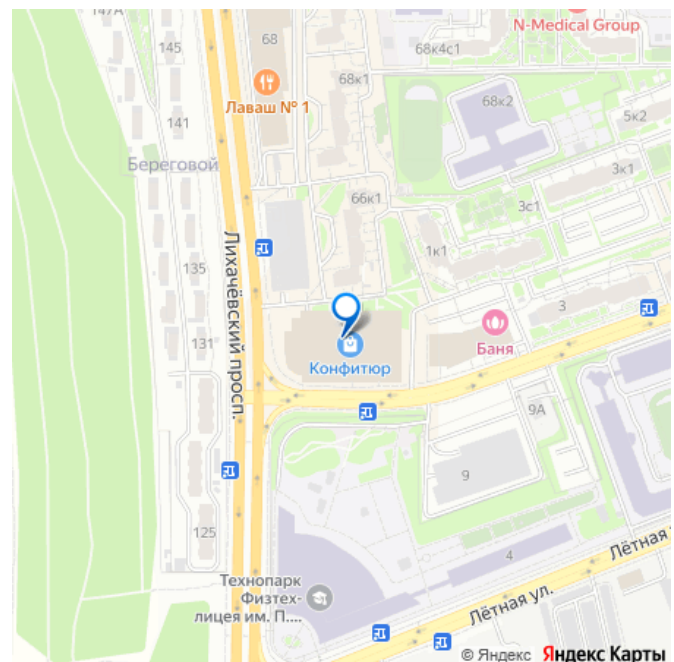 147А
N-Medical Group
68
145
68к4с1
68к1
Лаваш № 1
68к2
141
5к2
Береговой
3к1
66к1
3с1
1к1
135
Лихачёвский просп.
3
131
Баня
Конфитюр
9А
9
125
4
Лётная
Технопарк
Физтех-
лицея им. П....
Лётная ул.
© Яндекс Яндекс Карты